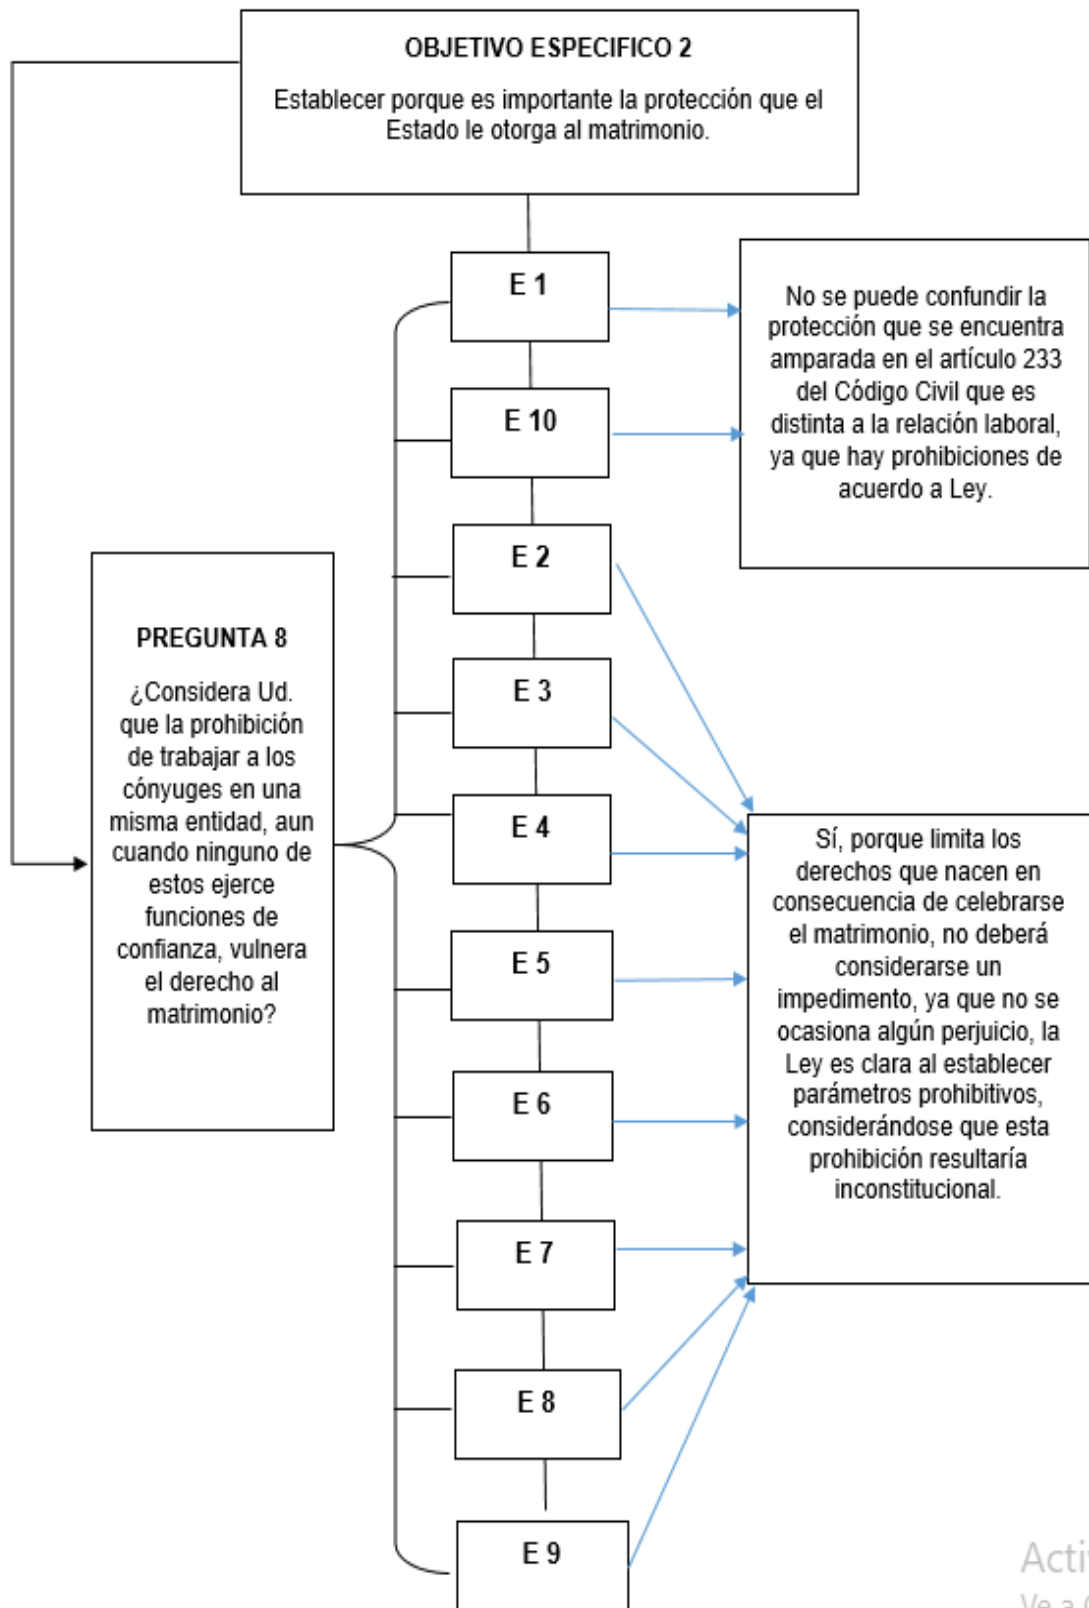 OBJETIVO ESPECIFICO 2
Establecer porque es importante la protección que el
Estado le otorga al matrimonio.
E 1
No se puede confundir la
protección que se encuentra
amparada en el artículo 233
del Código Civil que es
distinta a la relación laboral,
ya que hay prohibiciones de
acuerdo a Ley.
E 10
E 2
PREGUNTA 8
¿Considera Ud.
que la prohibición
de trabajar a los
cónyuges en una
misma entidad, aun
cuando ninguno de
estos ejerce
funciones de
confianza, vulnera
el derecho al
matrimonio?
E 3
E 4
Sí, porque limita los
derechos que nacen en
consecuencia de celebrarse
el matrimonio, no deberá
considerarse un
impedimento, ya que no se
ocasiona algún perjuicio, la
Ley es clara al establecer
parámetros prohibitivos,
considerándose que esta
prohibición resultaría
inconstitucional.
E 5
E 6
E 7
E 8
E 9